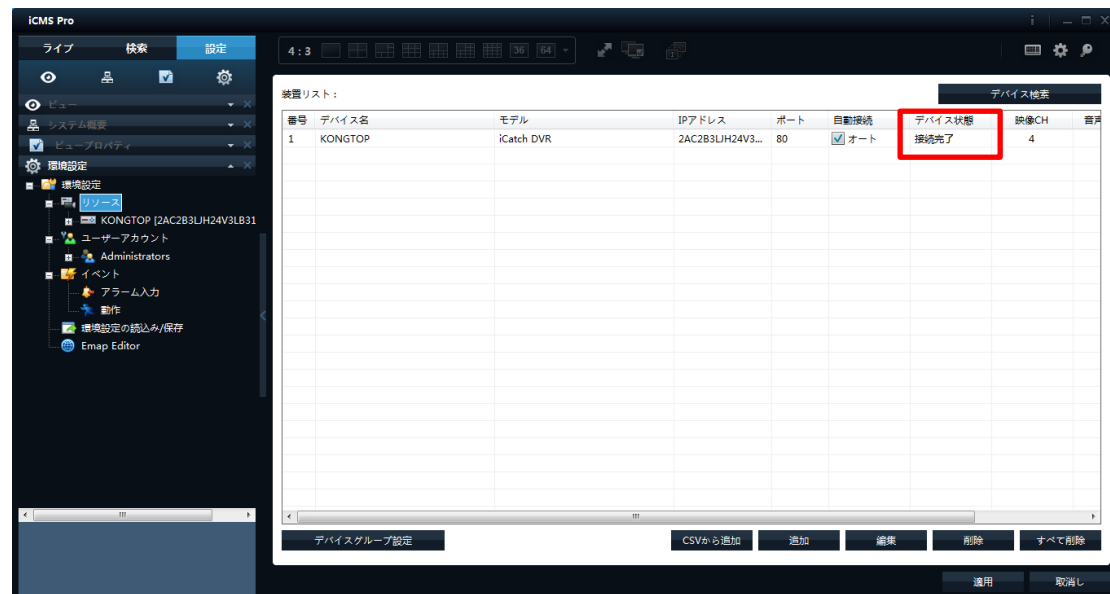 iCMS Pro
ライブ 検索 設定
4:3 36 64
ビュー
システム概要
ビュープロパティ
環境設定
環境設定
リソース
KONGTOP [2AC2B3LJH24V3LB31
ユーザーアカウント
Administrators
イベント
アラーム入力
動作
環境設定の読込み/保存
Emap Editor
装置リスト:
デバイス検索
番号 デバイス名 モデル IPアドレス ポート 自動接続 デバイス状態 映像CH 音声
1 KONGTOP iCatch DVR 2AC2B3LJH24V3... 80 オート 接続完了 4
デバイスグループ設定 CSVから追加 追加 編集 削除 すべて削除
適用 取消し